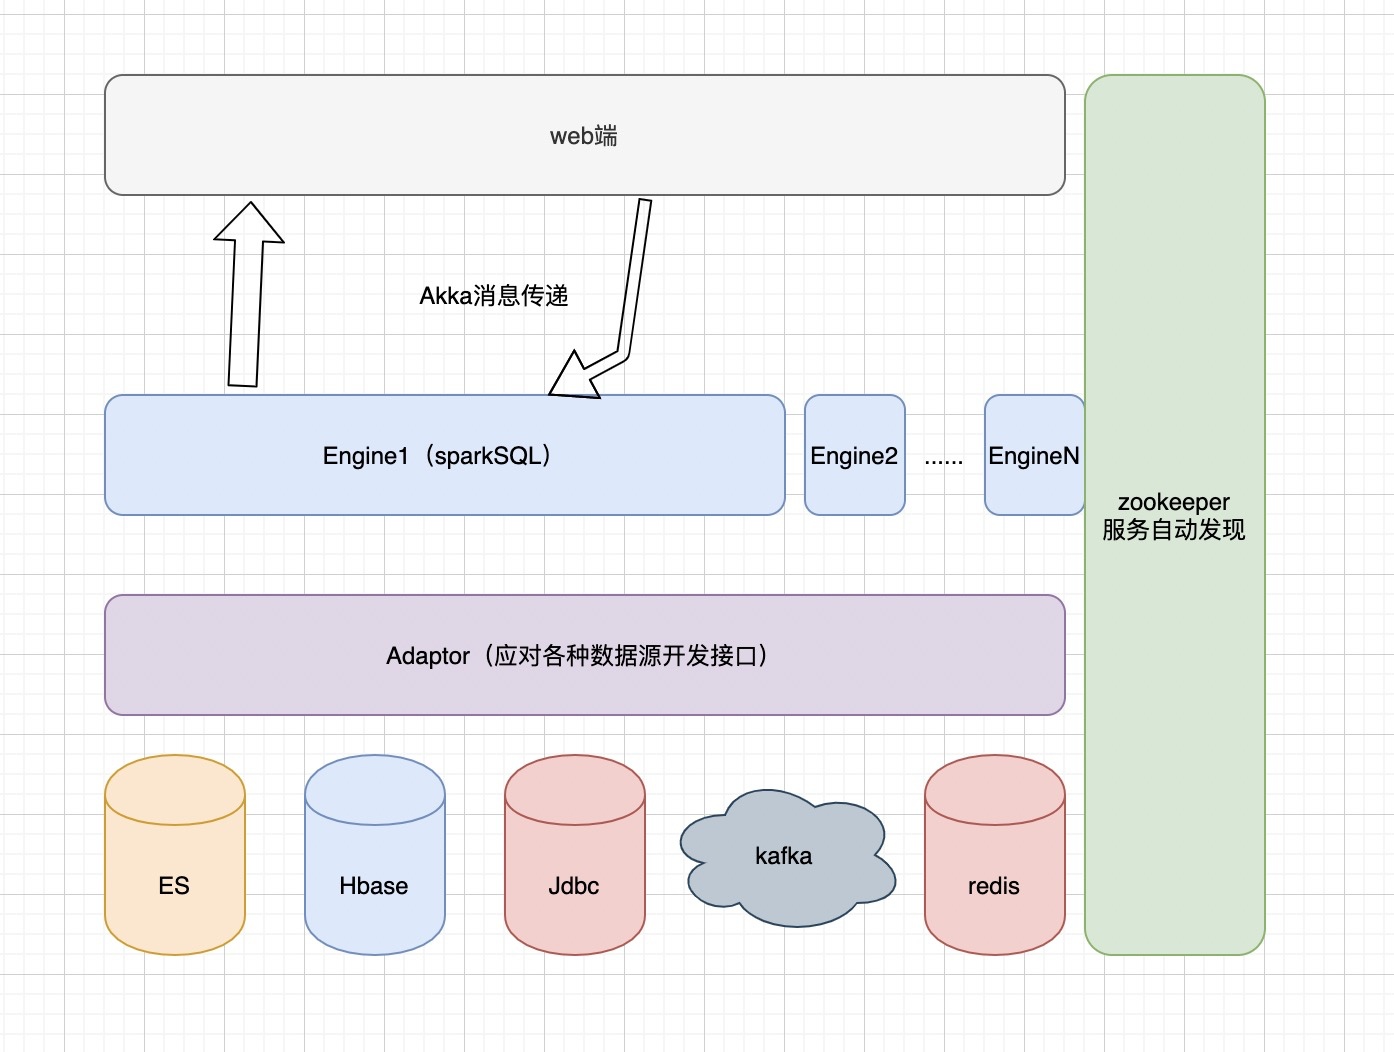 web端
Akka消息传递
Engine1（sparkSQL）
Engine2
......
EngineN
zookeeper
服务自动发现
Adaptor（应对各种数据源开发接口）
ES
Hbase
Jdbc
kafka
redis